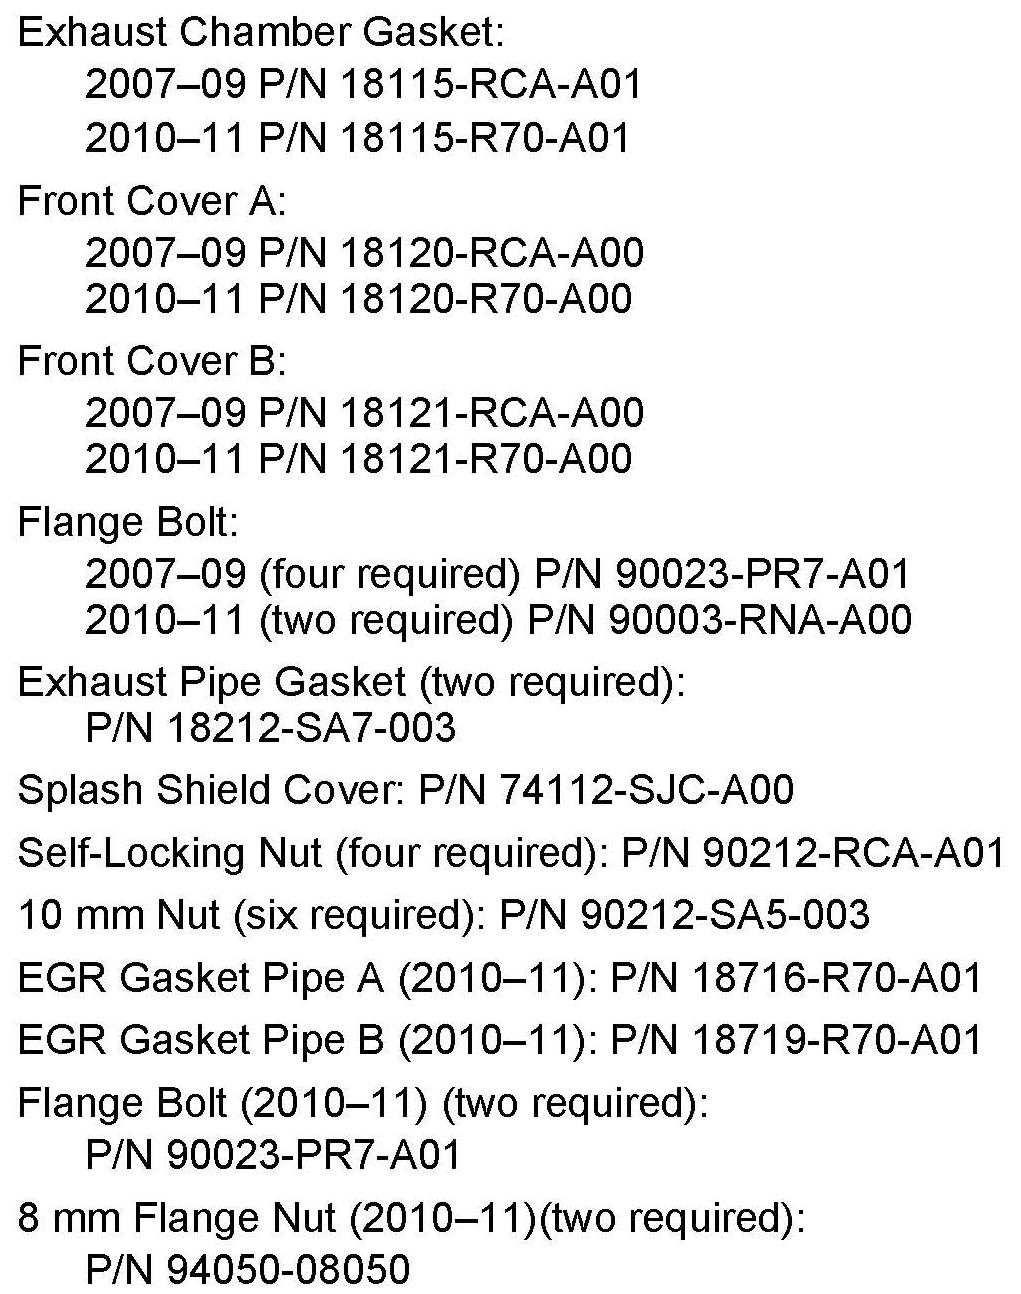 Exhaust Chamber Gasket:
2007–09 P/N 18115-RCA-A01
2010–11 P/N 18115-R70-A01
Front Cover A:
2007–09 P/N 18120-RCA-A00
2010–11 P/N 18120-R70-A00
Front Cover B:
2007–09 P/N 18121-RCA-A00
2010–11 P/N 18121-R70-A00
Flange Bolt:
2007–09 (four required) P/N 90023-PR7-A01
2010–11 (two required) P/N 90003-RNA-A00
Exhaust Pipe Gasket (two required):
P/N 18212-SA7-003
Splash Shield Cover: P/N 74112-SJC-A00
Self-Locking Nut (four required): P/N 90212-RCA-A01
10 mm Nut (six required): P/N 90212-SA5-003
EGR Gasket Pipe A (2010–11): P/N 18716-R70-A01
EGR Gasket Pipe B (2010–11): P/N 18719-R70-A01
Flange Bolt (2010–11) (two required):
P/N 90023-PR7-A01
8 mm Flange Nut (2010–11)(two required):
P/N 94050-08050